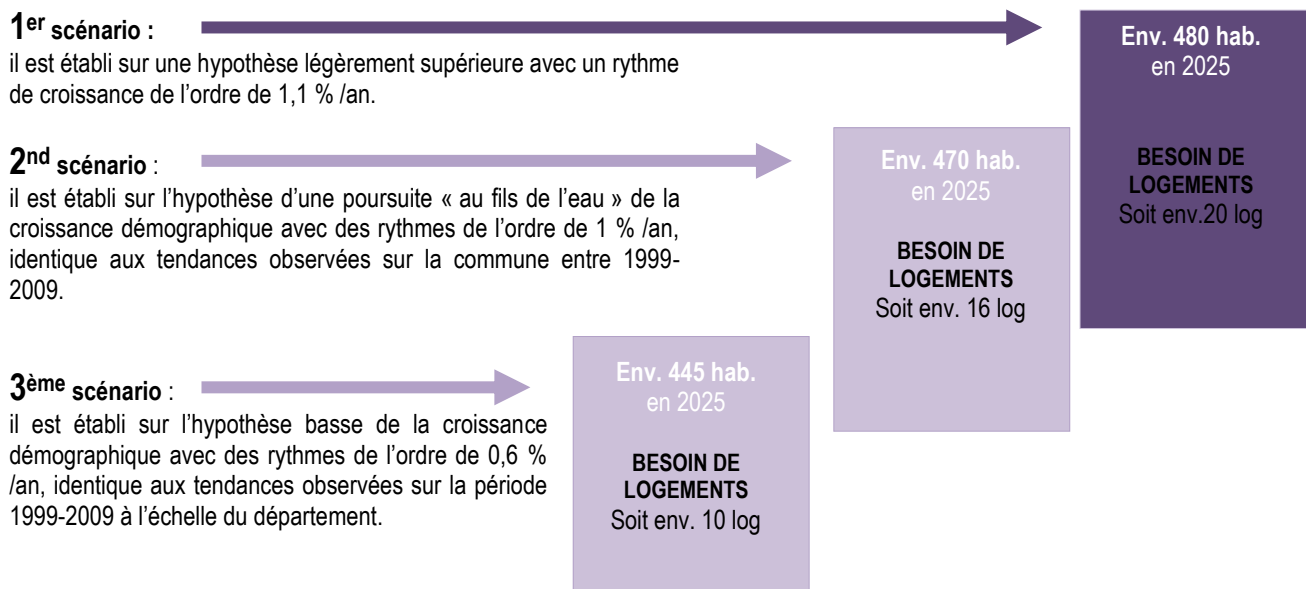 1er scénario :
il est établi sur une hypothèse légèrement supérieure avec un rythme
de croissance de l’ordre de 1,1 % /an.
Env. 480 hab.
en 2025
BESOIN DE
LOGEMENTS
Soit env.20 log
2nd scénario :
il est établi sur l’hypothèse d’une poursuite « au fils de l’eau » de la
croissance démographique avec des rythmes de l’ordre de 1 % /an,
identique aux tendances observées sur la commune entre 1999-
2009.
Env. 470 hab.
en 2025
BESOIN DE
LOGEMENTS
Soit env. 16 log
3ème scénario :
il est établi sur l’hypothèse basse de la croissance
démographique avec des rythmes de l’ordre de 0,6 %
/an, identique aux tendances observées sur la période
1999-2009 à l’échelle du département.
Env. 445 hab.
en 2025
BESOIN DE
LOGEMENTS
Soit env. 10 log